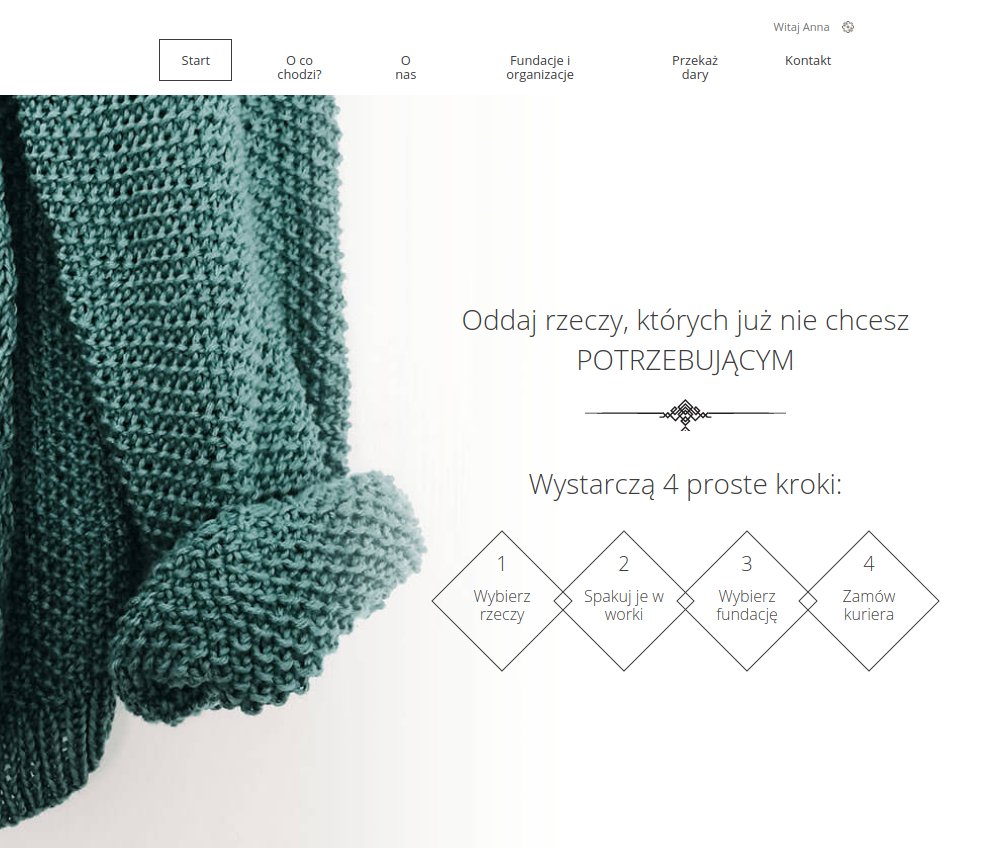 Witaj Anna
Start
O co
chodzi?
O
nas
Fundacje i
organizacje
Przekaż
dary
Kontakt
Oddaj rzeczy, których już nie chcesz
POTRZEBUJĄCYM
Wystarczą 4 proste kroki:
1
Wybierz
rzeczy
2
Spakuj je w
worki
3
Wybierz
fundację
4
Zamów
kuriera